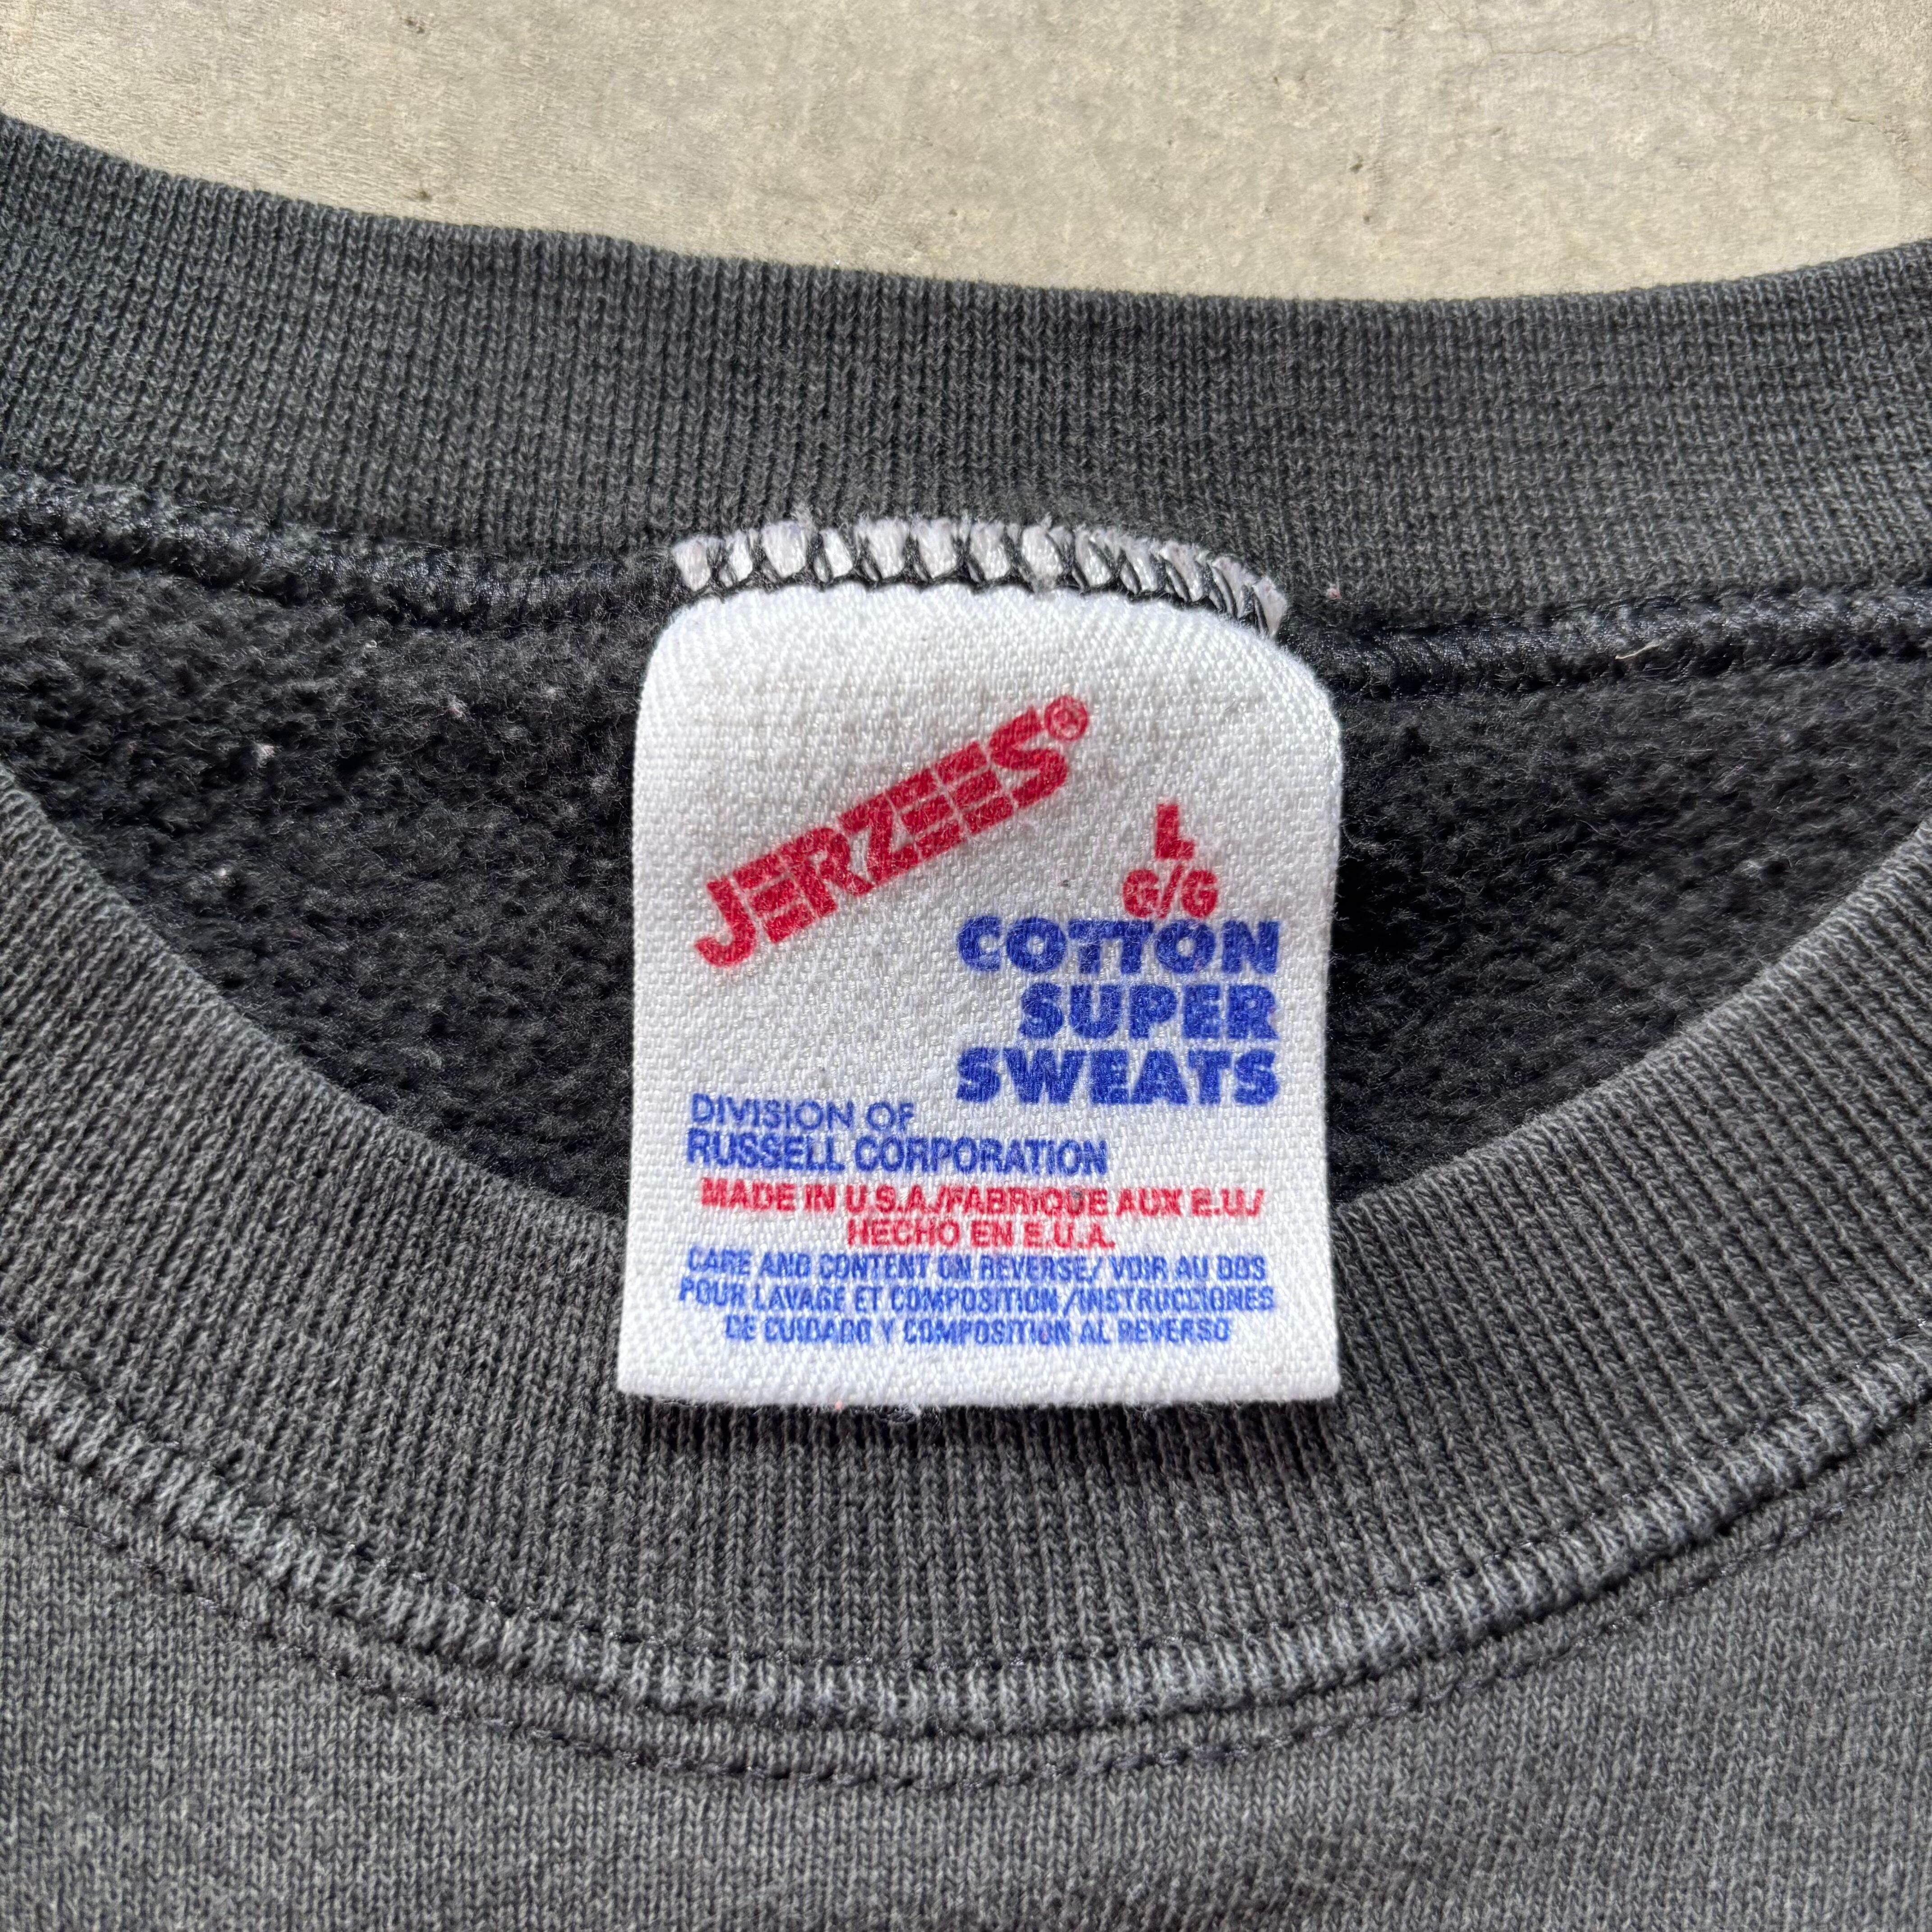 JERZEES®
L
G/G
COTTON
SUPER
SWEATS
DIVISION OF
RUSSELL CORPORATION
MADE IN U.S.A./FABRIQUE AUX E.U./
HECHO EN E.U.A.
CARE AND CONTENT ON REVERSE/ VOIR AU DOS
POUR LAVAGE ET COMPOSITION /INSTRUCCIONES
DE CUIDADO Y COMPOSITION AL REVERSO